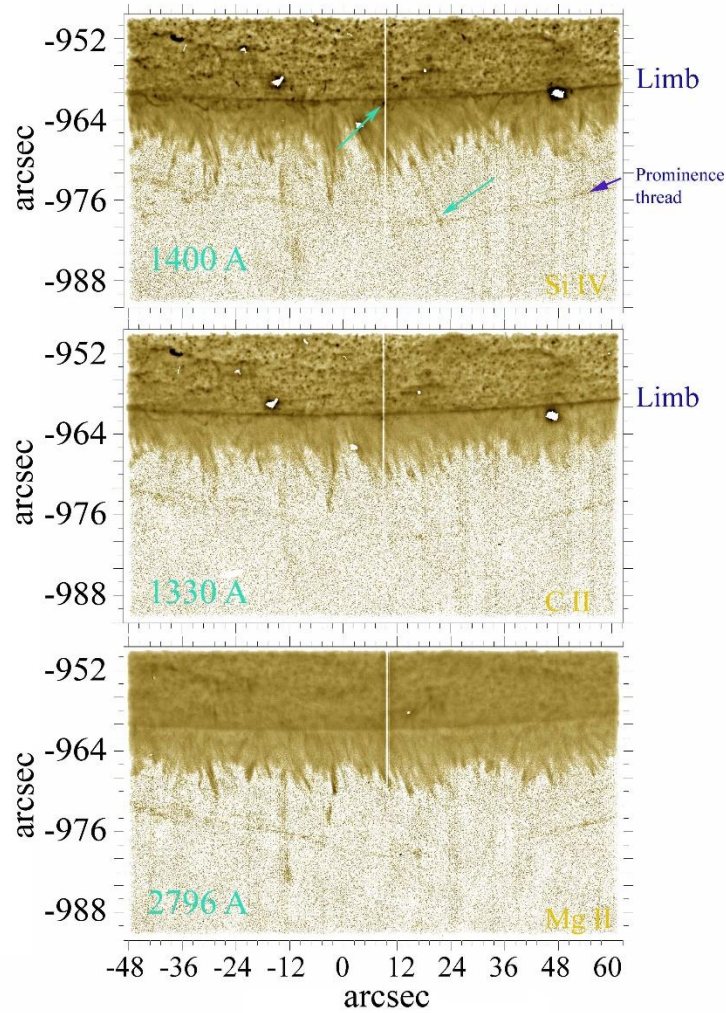 -952
-964
-976
-988
arcsec
Limb
Prominence
thread
1400 A
Si IV
-952
-964
-976
-988
arcsec
Limb
1330 A
C II
-952
-964
-976
-988
arcsec
2796 A
Mg II
-48 -36 -24 -12 0 12 24 36 48 60
arcsec